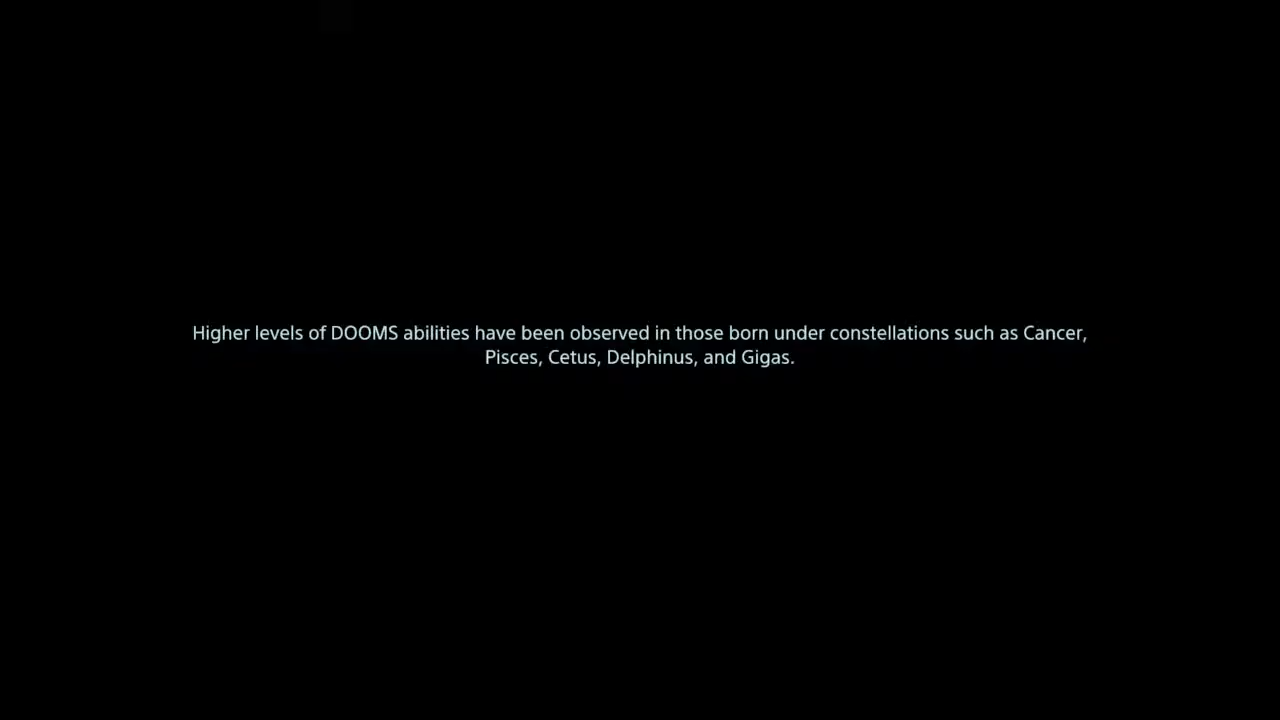 Higher levels of DOOMS abilities have been observed in those born under constellations such as Cancer,
Pisces, Cetus, Delphinus, and Gigas.